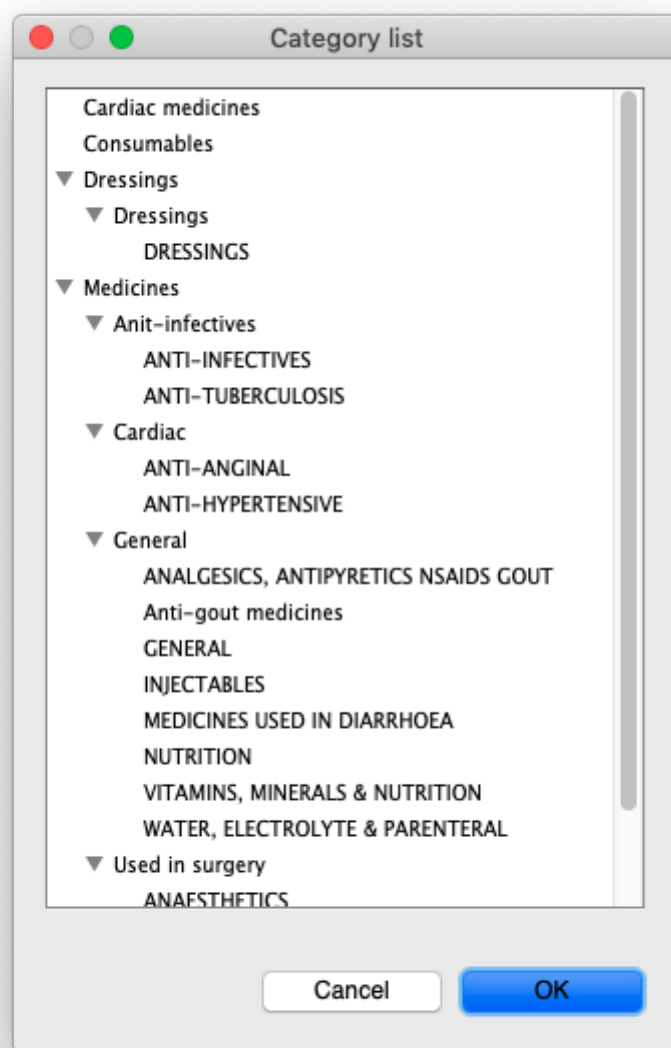 Category list
Cardiac medicines
Consumables
Dressings
Dressings
DRESSINGS
Medicines
Anit-infectives
ANTI-INFECTIVES
ANTI-TUBERCULOSIS
Cardiac
ANTI-ANGINAL
ANTI-HYPERTENSIVE
General
ANALGESICS, ANTIPYRETICS NSAIDS GOUT
Anti-gout medicines
GENERAL
INJECTABLES
MEDICINES USED IN DIARRHOEA
NUTRITION
VITAMINS, MINERALS & NUTRITION
WATER, ELECTROLYTE & PARENTERAL
Used in surgery
ANAESTHETICS
Cancel OK